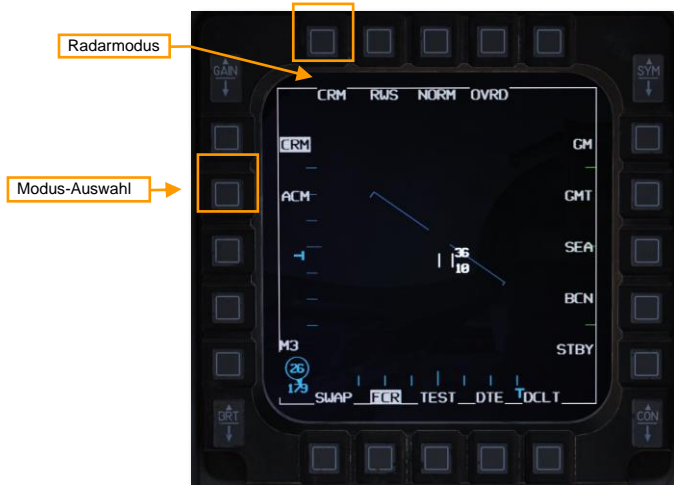 Radarmodus
GAIN
SYM
CRM RWS NORM OVRD
CRM
GM
Modus-Auswahl
ACM
GMT
SEA
36
10
BCN
M3
STBY
26
179
SWAP FCR TEST DTE DCLT
BRT
CON